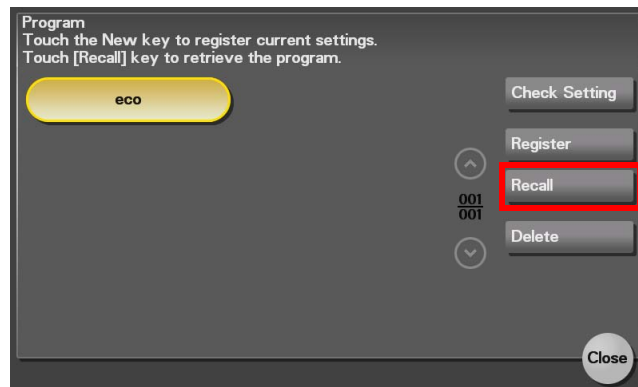 Program
Touch the New key to register current settings.
Touch [Recall] key to retrieve the program.
eco
Check Setting
Register
Recall
001
001
Delete
Close